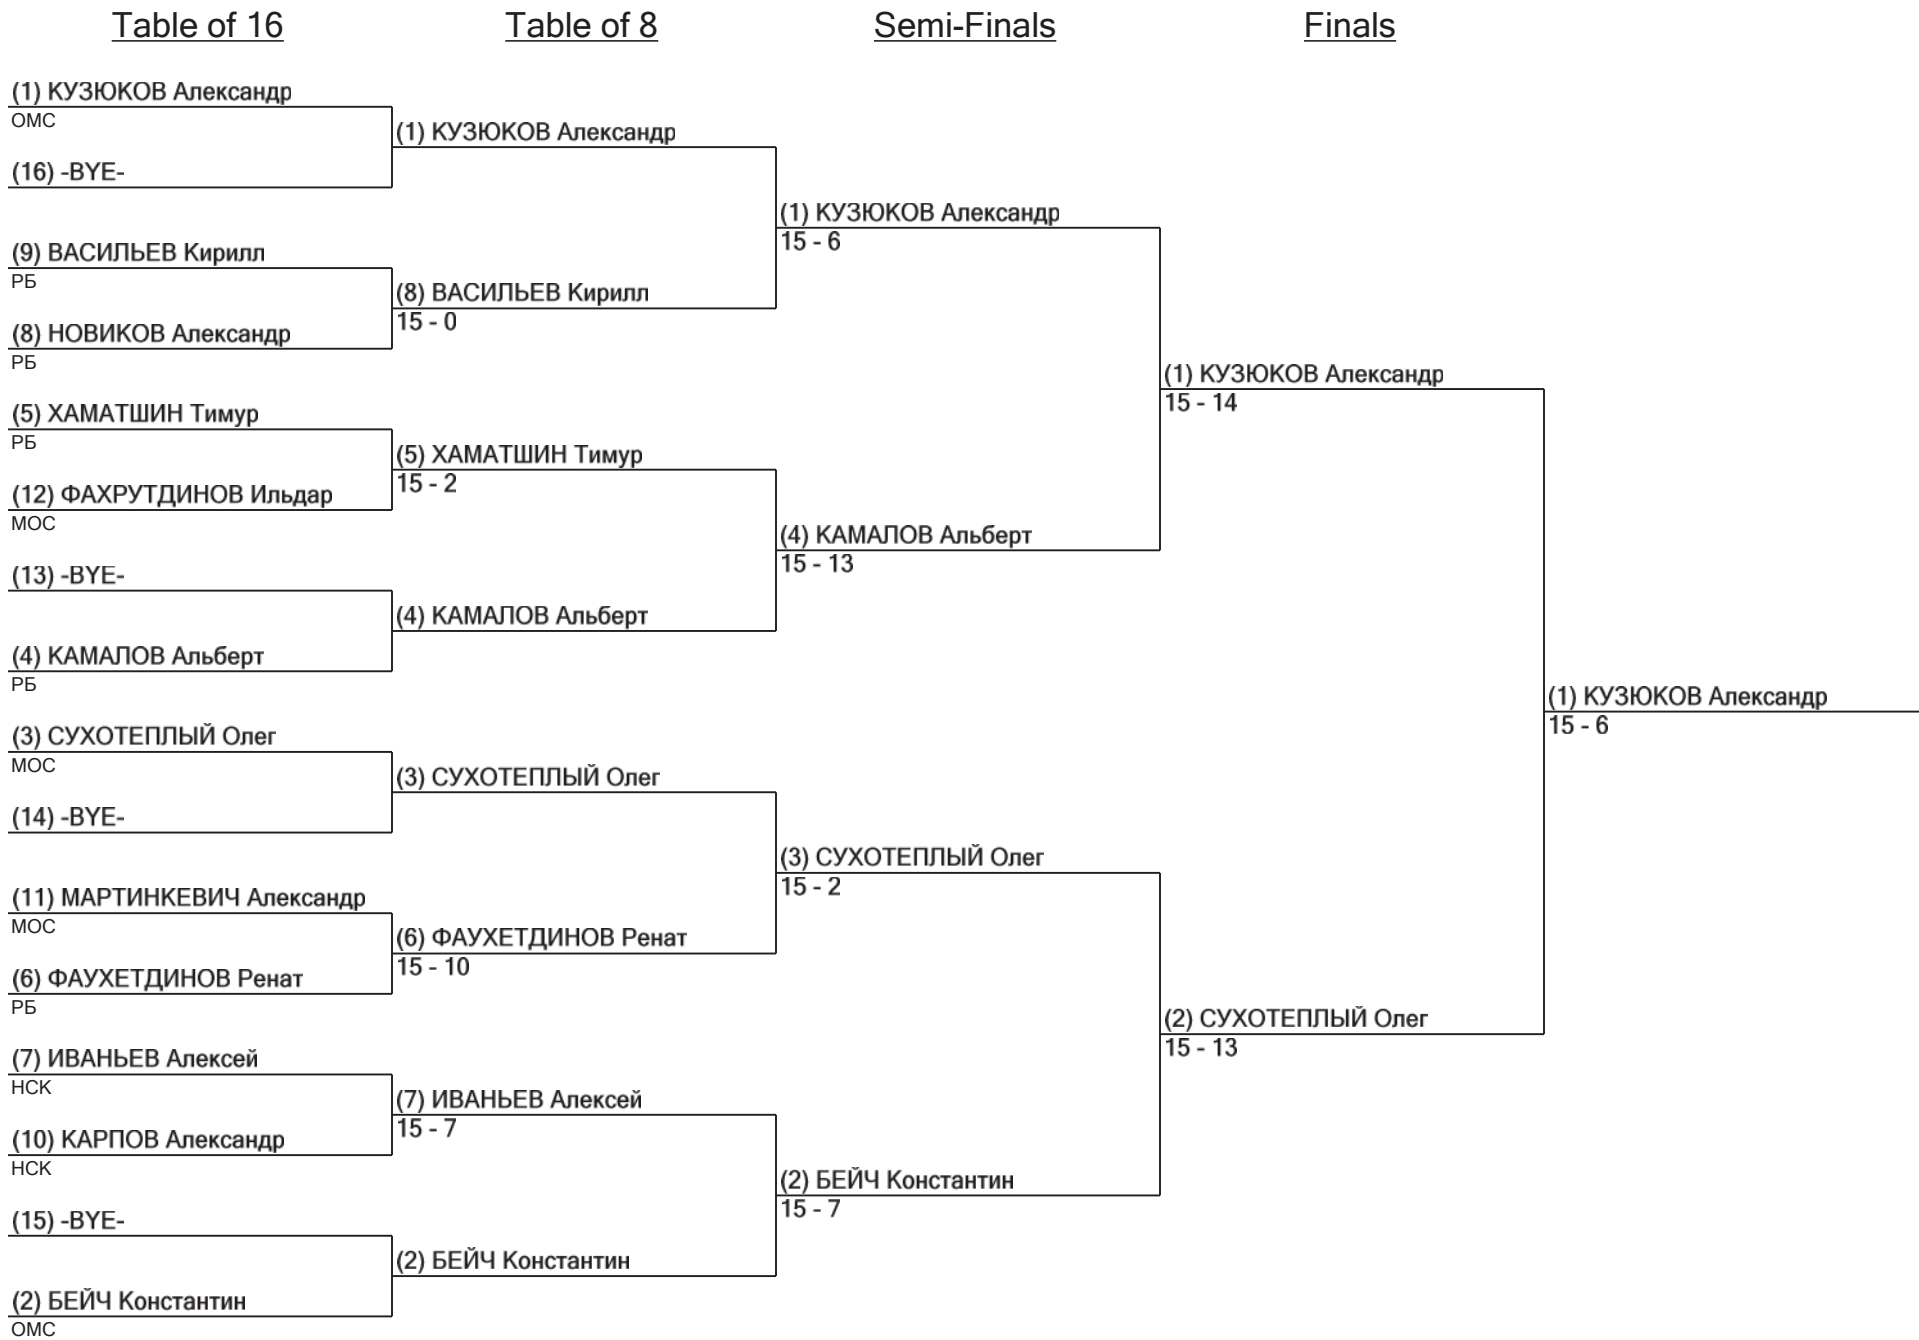 Table of 16
Table of 8
Semi-Finals
Finals
(1) КУЗЮКОВ Александр
ОМС
(16) -BYE-
(9) ВАСИЛЬЕВ Кирилл
РБ
(8) НОВИКОВ Александр
РБ
(5) ХАМАТШИН Тимур
РБ
(12) ФАХРУТДИНОВ Ильдар
МОС
(13) -BYE-
(4) КАМАЛОВ Альберт
РБ
(3) СУХОТЕПЛЫЙ Олег
МОС
(14) -BYE-
(11) МАРТИНКЕВИЧ Александр
МОС
(6) ФАУХЕТДИНОВ Ренат
РБ
(7) ИВАНЬЕВ Алексей
НСК
(10) КАРПОВ Александр
НСК
(15) -BYE-
(2) БЕЙЧ Константин
ОМС
(1) КУЗЮКОВ Александр
(8) ВАСИЛЬЕВ Кирилл
15 - 0
(5) ХАМАТШИН Тимур
15 - 2
(4) КАМАЛОВ Альберт
(3) СУХОТЕПЛЫЙ Олег
(6) ФАУХЕТДИНОВ Ренат
15 - 10
(7) ИВАНЬЕВ Алексей
15 - 7
(2) БЕЙЧ Константин
(1) КУЗЮКОВ Александр
15 - 6
(4) КАМАЛОВ Альберт
15 - 13
(3) СУХОТЕПЛЫЙ Олег
15 - 2
(2) БЕЙЧ Константин
15 - 7
(1) КУЗЮКОВ Александр
15 - 14
(2) СУХОТЕПЛЫЙ Олег
15 - 13
(1) КУЗЮКОВ Александр
15 - 6